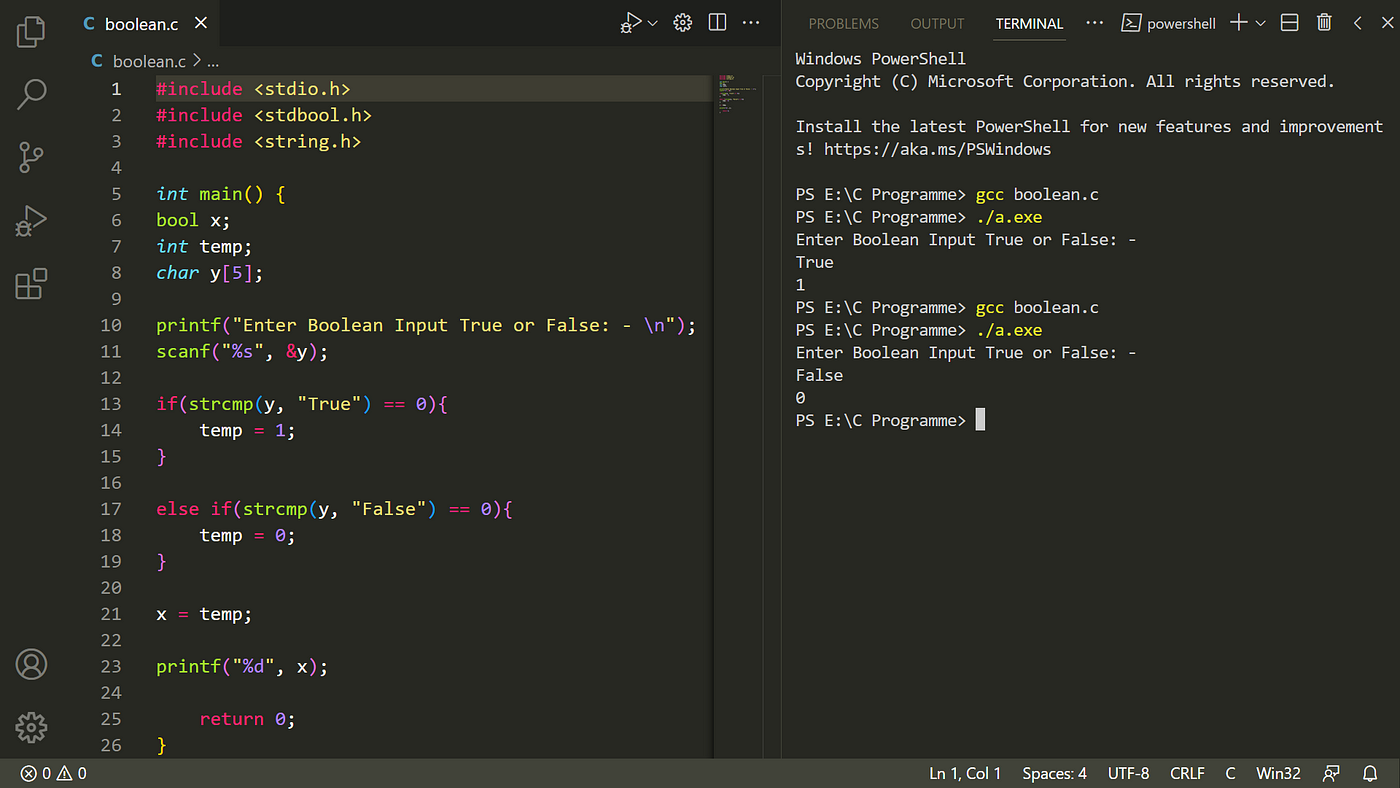 C boolean.c
C boolean.c > ...
1 #include <stdio.h>
2 #include <stdbool.h>
3 #include <string.h>
4
5 int main() {
6 bool x;
7 int temp;
8 char y[5];
9
10 printf("Enter Boolean Input True or False: - \n");
11 scanf("%s", &y);
12
13 if(strcmp(y, "True") == 0){
14     temp = 1;
15 }
16
17 else if(strcmp(y, "False") == 0){
18     temp = 0;
19 }
20
21 x = temp;
22
23 printf("%d", x);
24
25     return 0;
26 }
PROBLEMS OUTPUT TERMINAL ... powershell
Windows PowerShell
Copyright (C) Microsoft Corporation. All rights reserved.
Install the latest PowerShell for new features and improvement
s! https://aka.ms/PSWindows
PS E:\C Programme> gcc boolean.c
PS E:\C Programme> ./a.exe
Enter Boolean Input True or False: -
True
1
PS E:\C Programme> gcc boolean.c
PS E:\C Programme> ./a.exe
Enter Boolean Input True or False: -
False
0
PS E:\C Programme>
0 0 Ln 1, Col 1 Spaces: 4 UTF-8 CRLF C Win32